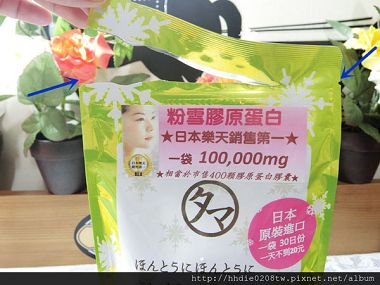 粉雪膠原蛋白
★日本樂天銷售第一★
一袋 100,000mg
★相當於市售400顆膠原蛋白膠囊★
タマ
日本
原裝進口
一袋 30日份
一天不到20元
ほんとうにほんとうに
http://hhdie0208tw.pixnet.net/album